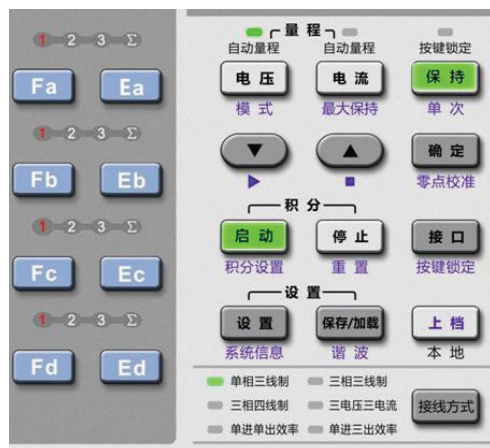 1 2 3 Σ
Fa Ea
1 2 3 Σ
Fb Eb
1 2 3 Σ
Fc Ec
1 2 3 Σ
Fd Ed
量 程
自动量程 自动量程 按键锁定
电 压 电 流 保 持
模 式 最大保持 单 次
确 定
零点校准
积 分
启 动 停 止 接 口
积分设置 重 置 按键锁定
设 置
设 置 保存/加载 上 档
系统信息 谐 波 本 地
单相三线制 三相三线制
三相四线制 三电压三电流 接线方式
单进单出效率 单进三出效率